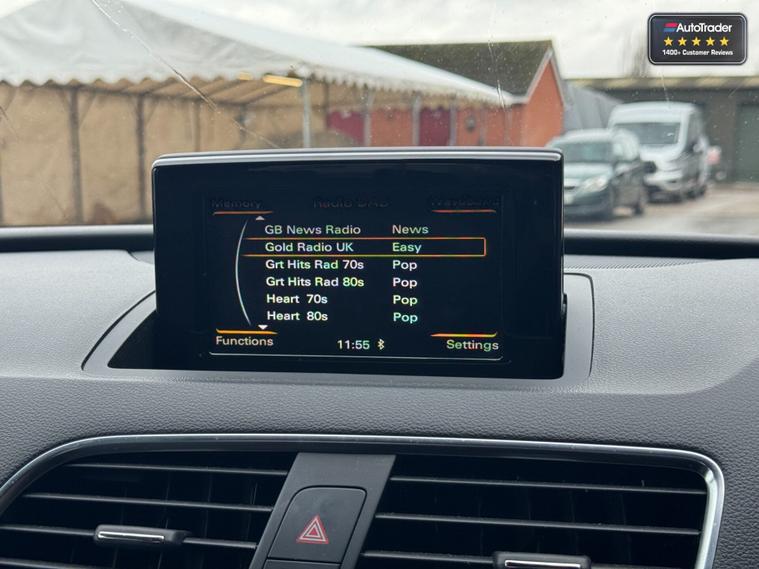 AutoTrader
1400+ Customer Reviews
Memory Radio DAB Waveband
GB News Radio News
Gold Radio UK Easy
Grt Hits Rad 70s Pop
Grt Hits Rad 80s Pop
Heart 70s Pop
Heart 80s Pop
Functions 11:55 Settings